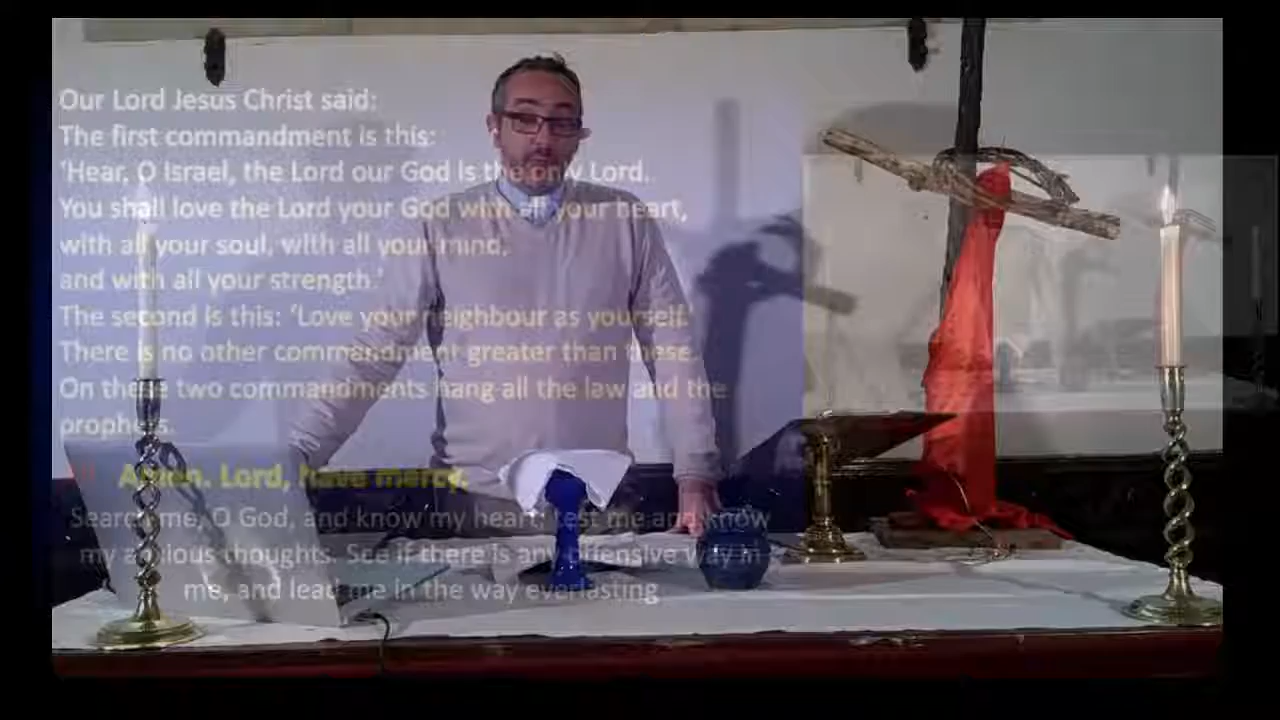 Our Lord Jesus Christ said:
The first commandment is this:
'Hear, O Israel, the Lord our God is the only Lord.
You shall love the Lord your God with all your heart,
with all your soul, with all your mind,
and with all your strength.'
The second is this: 'Love your neighbour as yourself.'
There is no other commandment greater than these.
On these two commandments hang all the law and the
prophets.
All Amen. Lord, have mercy.
Search me, O God, and know my heart; test me and know
my anxious thoughts. See if there is any offensive way in
me, and lead me in the way everlasting